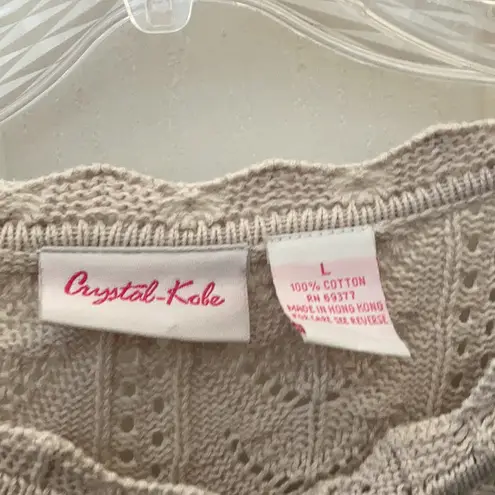 Crystal-Kobe
L
100% COTTON
RN 69377
MADE IN HONG KONG
FOR CARE SEE REVERSE